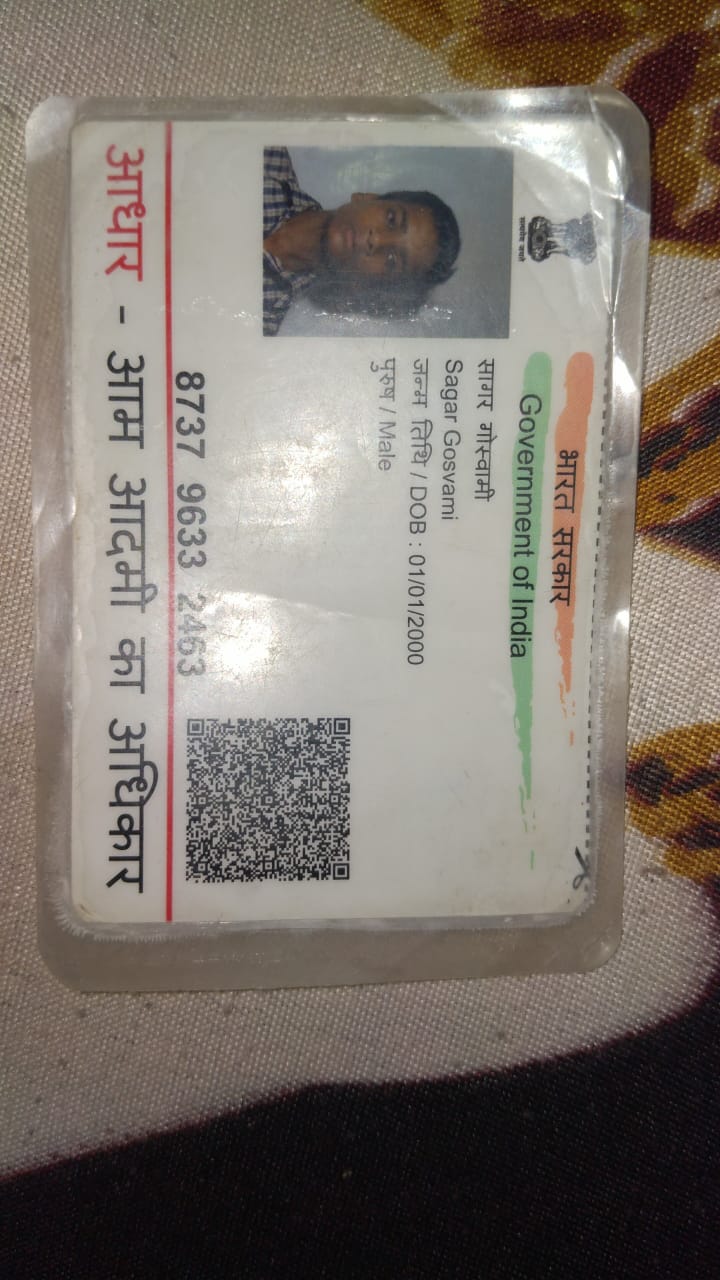 भारत सरकार
Government of India
सत्यमेव जयते
सागर गोस्वामी
Sagar Gosvami
जन्म तिथि / DOB : 01/01/2000
पुरुष / Male
8737 9633 2463
आधार - आम आदमी का अधिकार